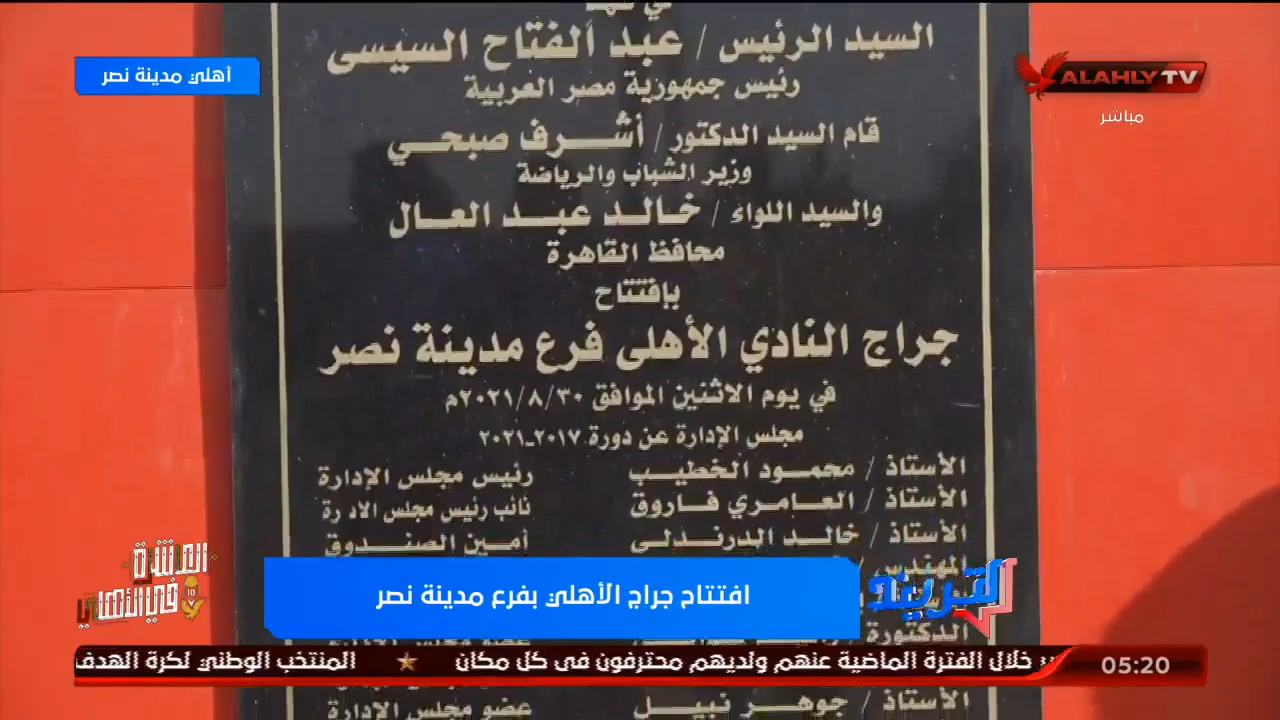 السيد الرئيس / عبد الفتاح السيسى
رئيس جمهورية مصر العربية
قام السيد الدكتور / أشرف صبحي
وزير الشباب والرياضة
والسيد اللواء / خالد عبد العال
محافظ القاهرة
بإفتتاح
جراج النادي الأهلى فرع مدينة نصر
في يوم الاثنين الموافق ٢٠٢١/٨/٣٠م
مجلس الإدارة عن دورة ٢٠١٧-٢٠٢١
الأستاذ / محمود الخطيب رئيس مجلس الإدارة
الأستاذ / العامري فاروق نائب رئيس مجلس الادارة
الأستاذ / خالد الدرندلى أمين الصندوق
المهندس /
الدكتورة /
الأستاذ / جوهر نبيل عضو مجلس الإدارة
أهلي مدينة نصر
ALAHLY TV
مباشر
الدشرة في الأهلي
افتتاح جراج الأهلي بفرع مدينة نصر
التريند
خلال الفترة الماضية عنهم ولديهم محترفون فى كل مكان ★ المنتخب الوطني لكرة الهدف
05:20